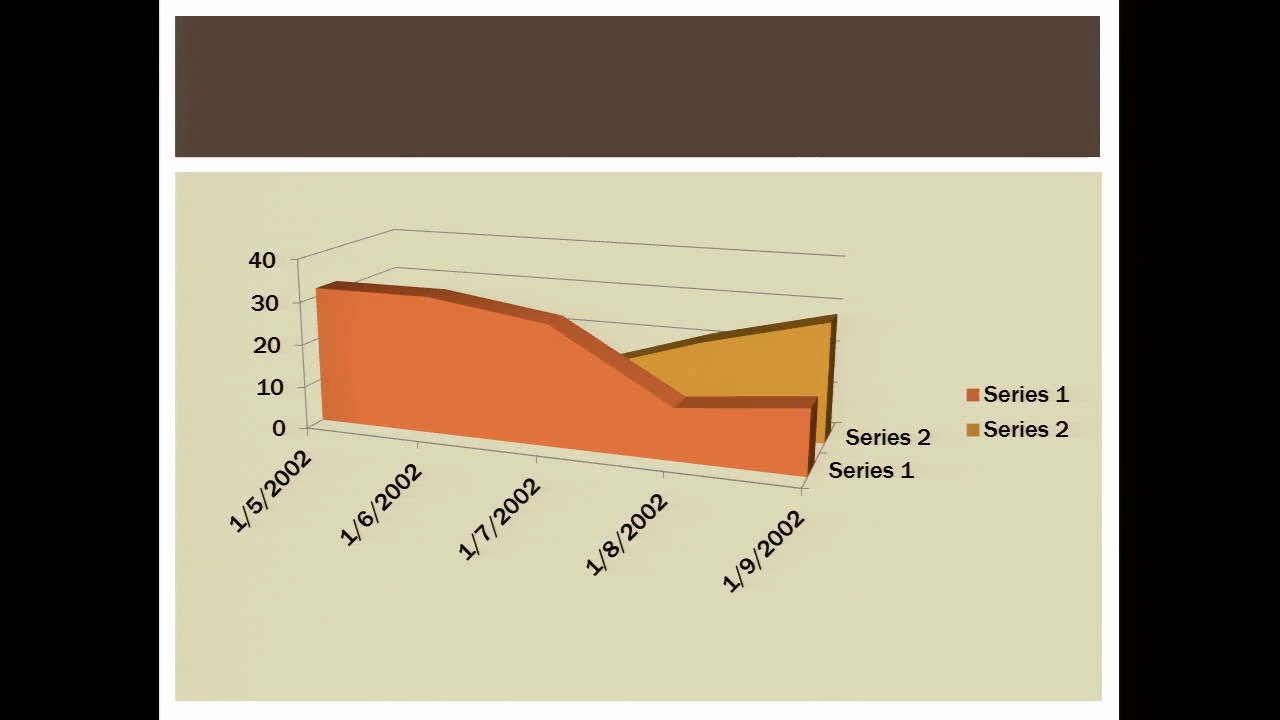 40
30
20
10
0
1/5/2002
1/6/2002
1/7/2002
1/8/2002
1/9/2002
Series 2
Series 1
Series 1
Series 2